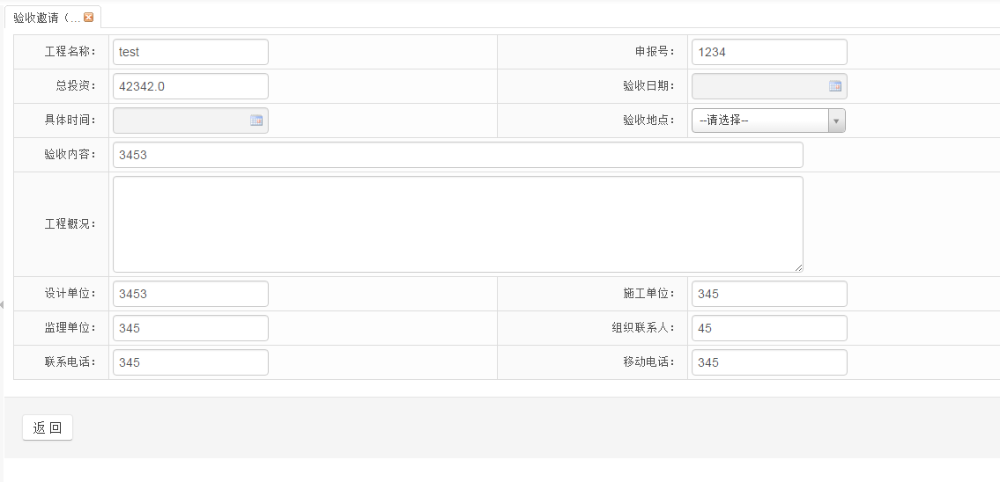 验收邀请（...
工程名称： test 申报号： 1234
总投资： 42342.0 验收日期：
具体时间： 验收地点： --请选择--
验收内容： 3453
工程概况：
设计单位： 3453 施工单位： 345
监理单位： 345 组织联系人： 45
联系电话： 345 移动电话： 345
返 回